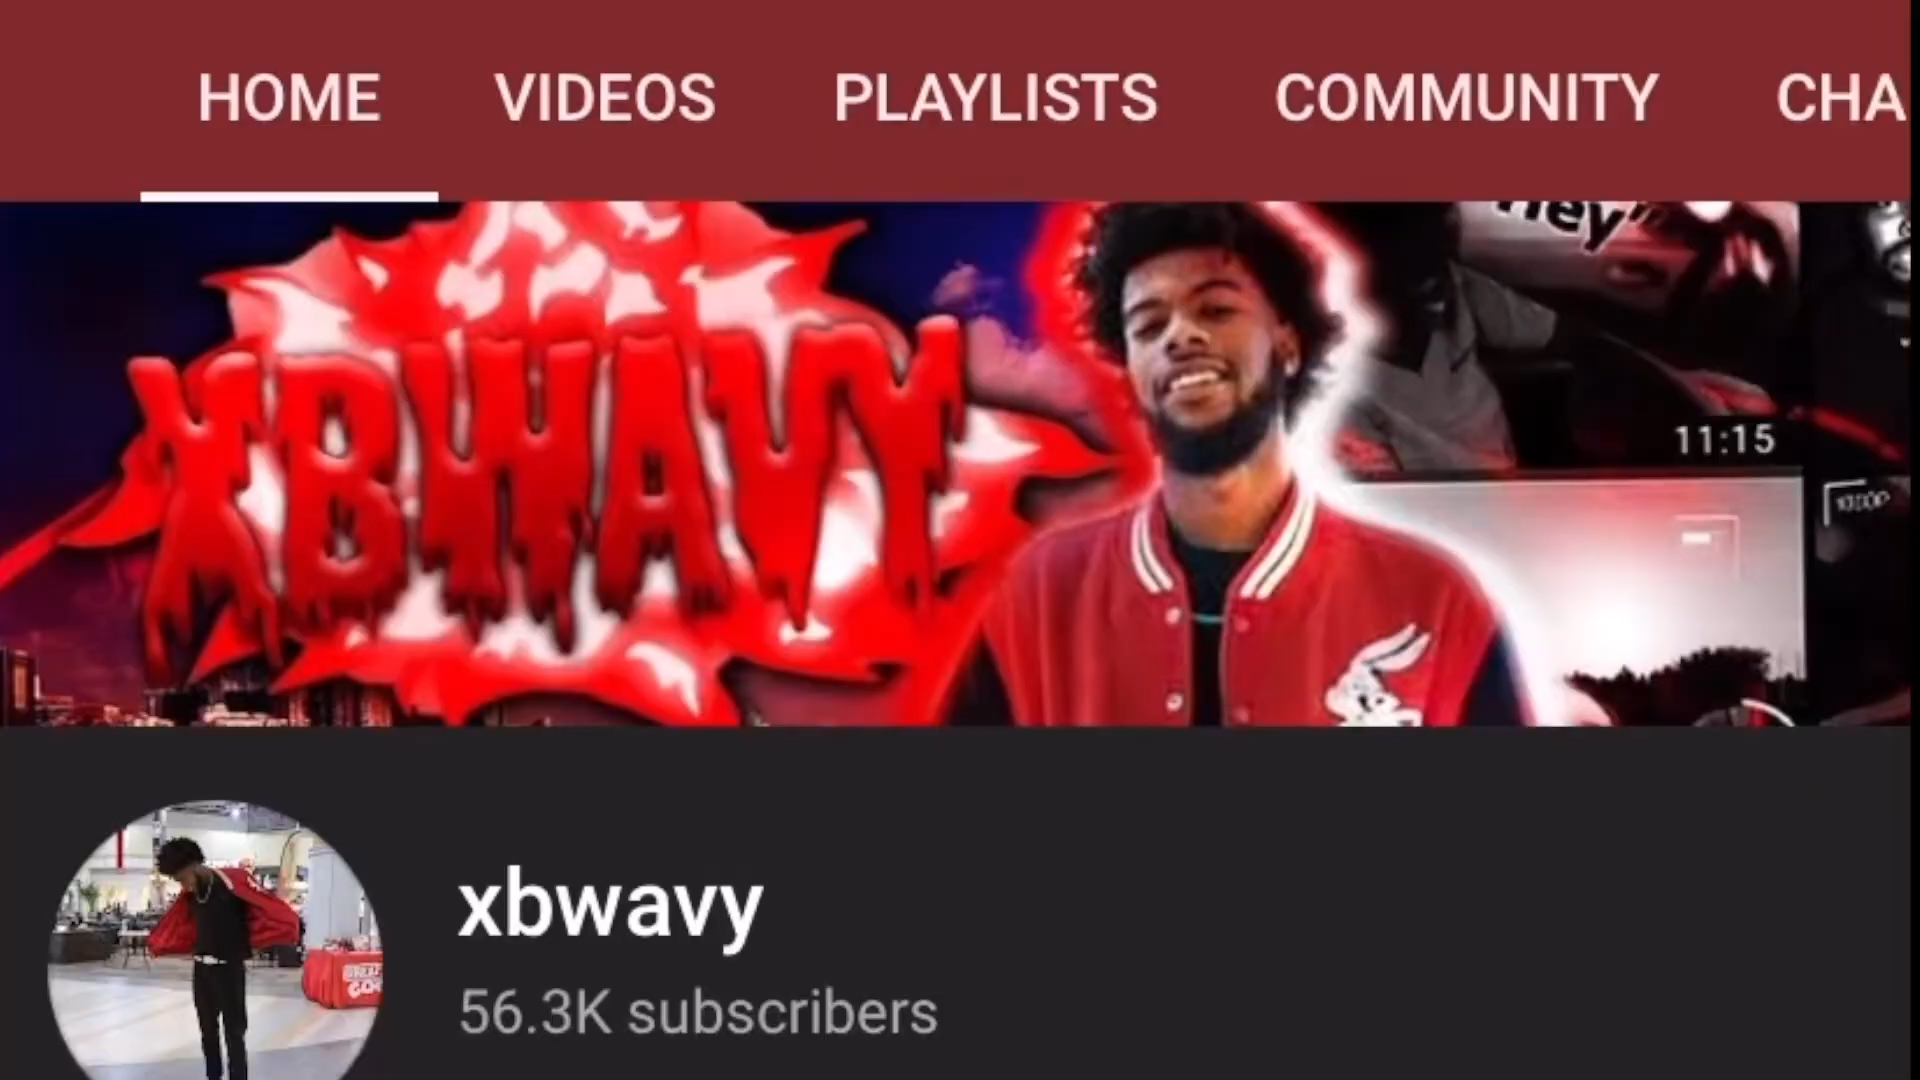 HOME VIDEOS PLAYLISTS COMMUNITY CHA
XBWAVY
11:15
xbwavy
56.3K subscribers